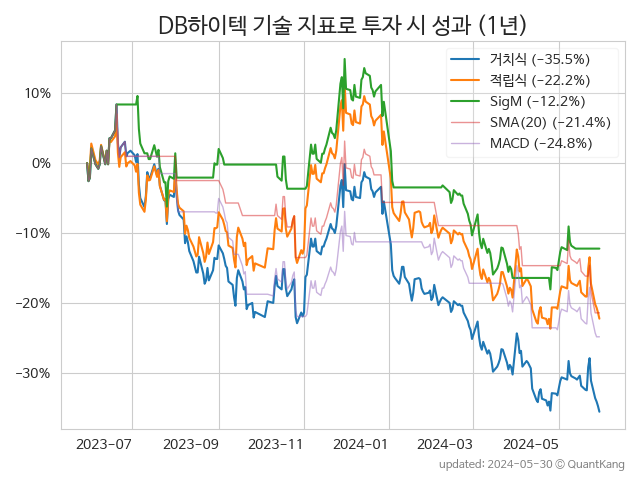 DB하이텍 기술 지표로 투자 시 성과 (1년)
거치식 (−35.5%)
적립식 (−22.2%)
SigM (−12.2%)
SMA(20) (−21.4%)
MACD (−24.8%)
10%
0%
−10%
−20%
−30%
2023-07 2023-09 2023-11 2024-01 2024-03 2024-05
updated: 2024-05-30 © QuantKang